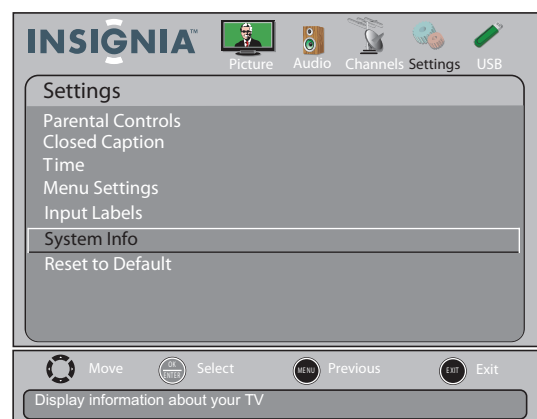 INSIGNIA™
Picture Audio Channels Settings USB
Settings
Parental Controls
Closed Caption
Time
Menu Settings
Input Labels
System Info
Reset to Default
Move OK ENTER Select MENU Previous EXIT Exit
Display information about your TV